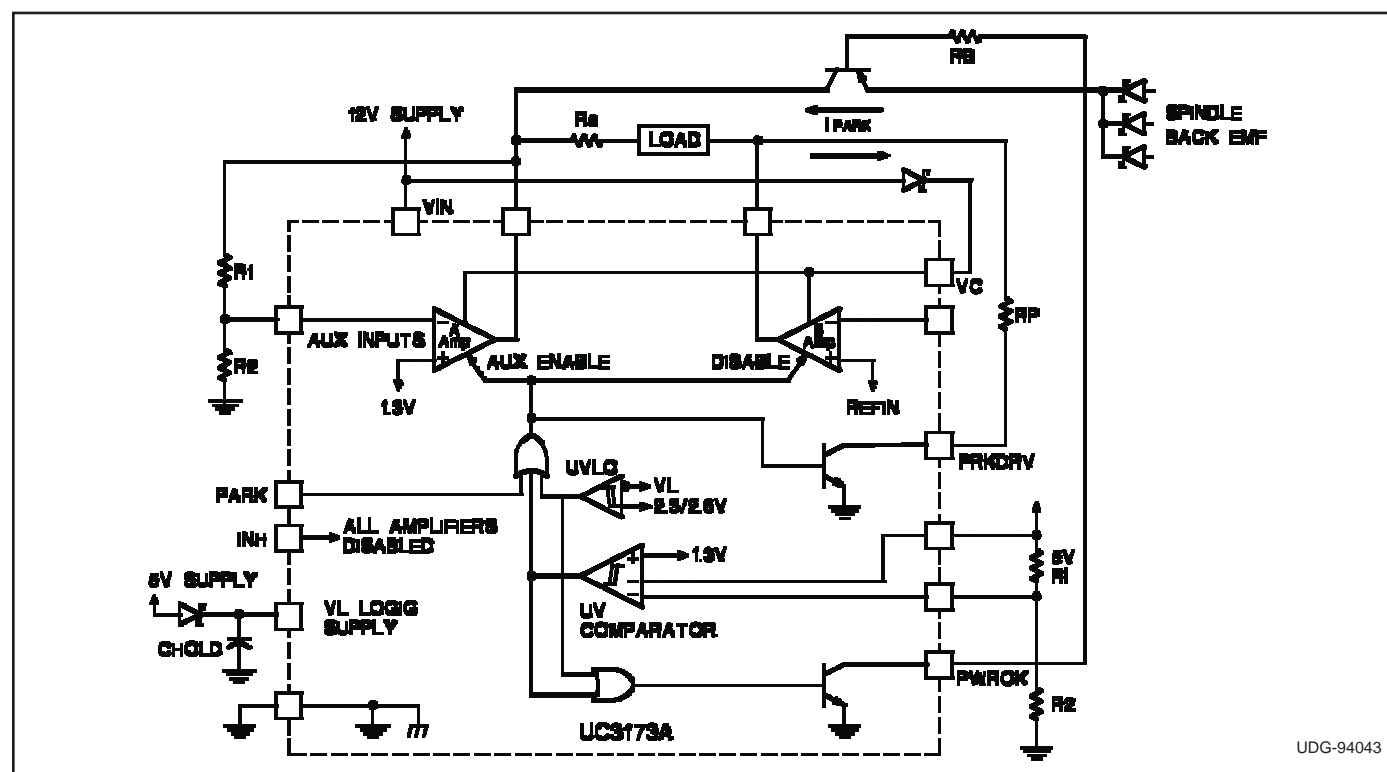 RB
12V SUPPLY
Rs
LOAD
I PARK
SPINDLE
BACK EMF
VIN
R1
VC
AUX INPUTS
A
Amp
B
Amp
RP
R2
AUX ENABLE
DISABLE
1.3V
REFIN
PRKDRV
UVLO
PARK
VL
2.5/2.6V
INH
ALL AMPLIFIERS
DISABLED
1.3V
5V
R1
5V SUPPLY
VL LOGIC
SUPPLY
UV
COMPARATOR
CHOLD
PWROK
R2
UC3173A
UDG-94043